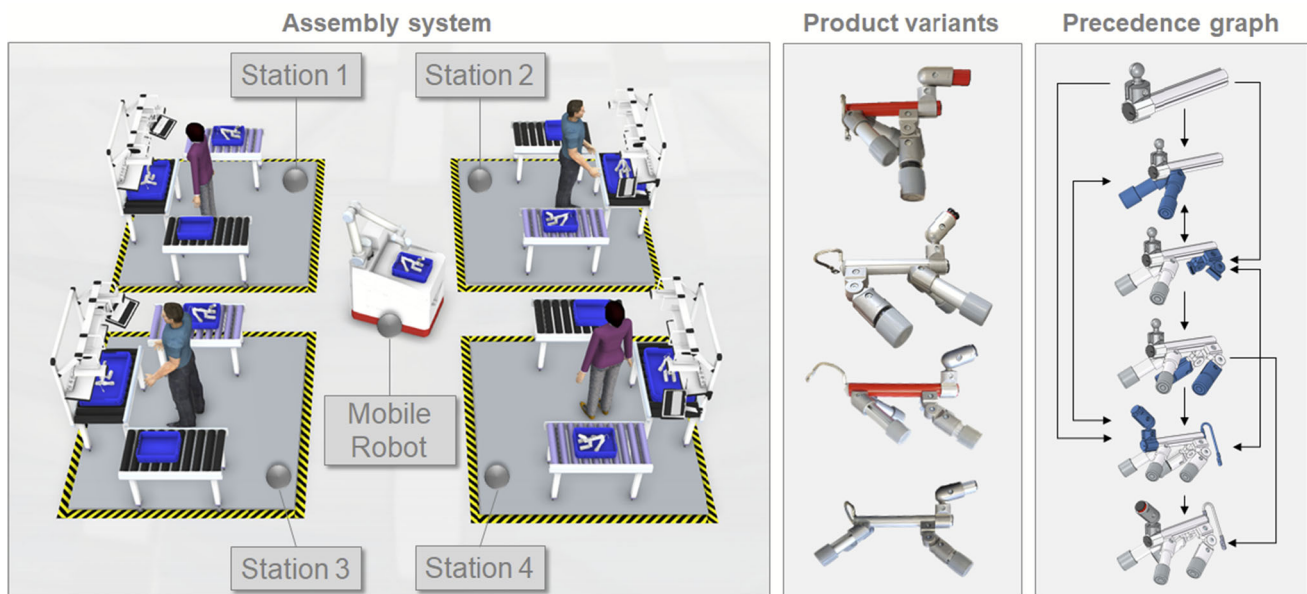 Assembly system
Product variants
Precedence graph
Station 1
Station 2
Mobile
Robot
Station 3
Station 4